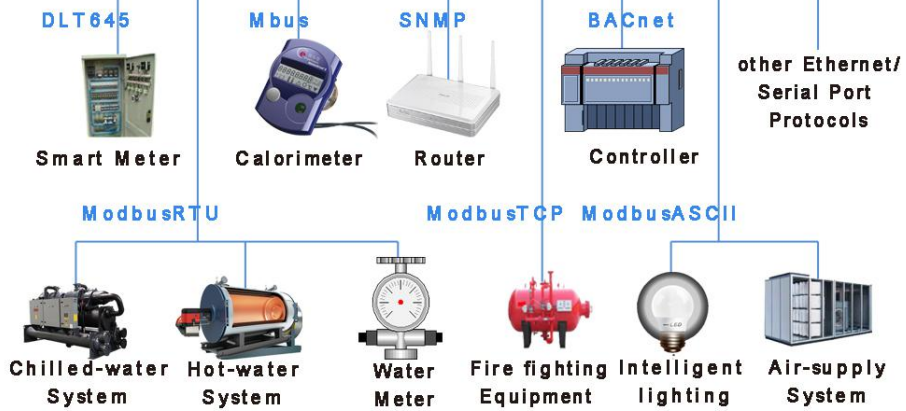 DLT645
Mbus
SNMP
BACnet
other Ethernet/
Serial Port
Protocols
Smart Meter
Calorimeter
Router
Controller
ModbusRTU
ModbusTCP
ModbusASCII
LED
Chilled-water
System
Hot-water
System
Water
Meter
Fire fighting
Equipment
Intelligent
lighting
Air-supply
System